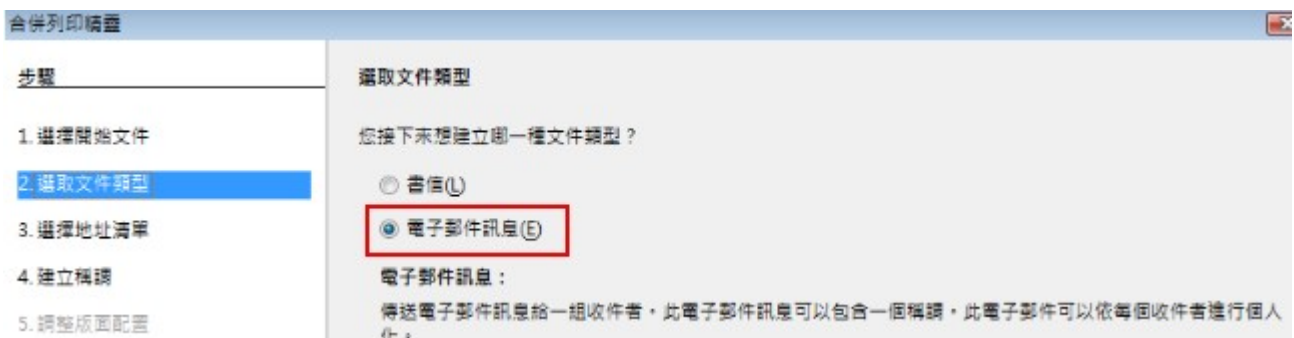 合併列印精靈
步驟
1. 選擇開始文件
2. 選取文件類型
3. 選擇地址清單
4. 建立稱謂
5. 調整版面配置
選取文件類型
您接下來想建立哪一種文件類型？
書信(L)
電子郵件訊息(E)
電子郵件訊息：
傳送電子郵件訊息給一組收件者。此電子郵件訊息可以包含一個稱謂。此電子郵件可以依每個收件者進行個人
化。